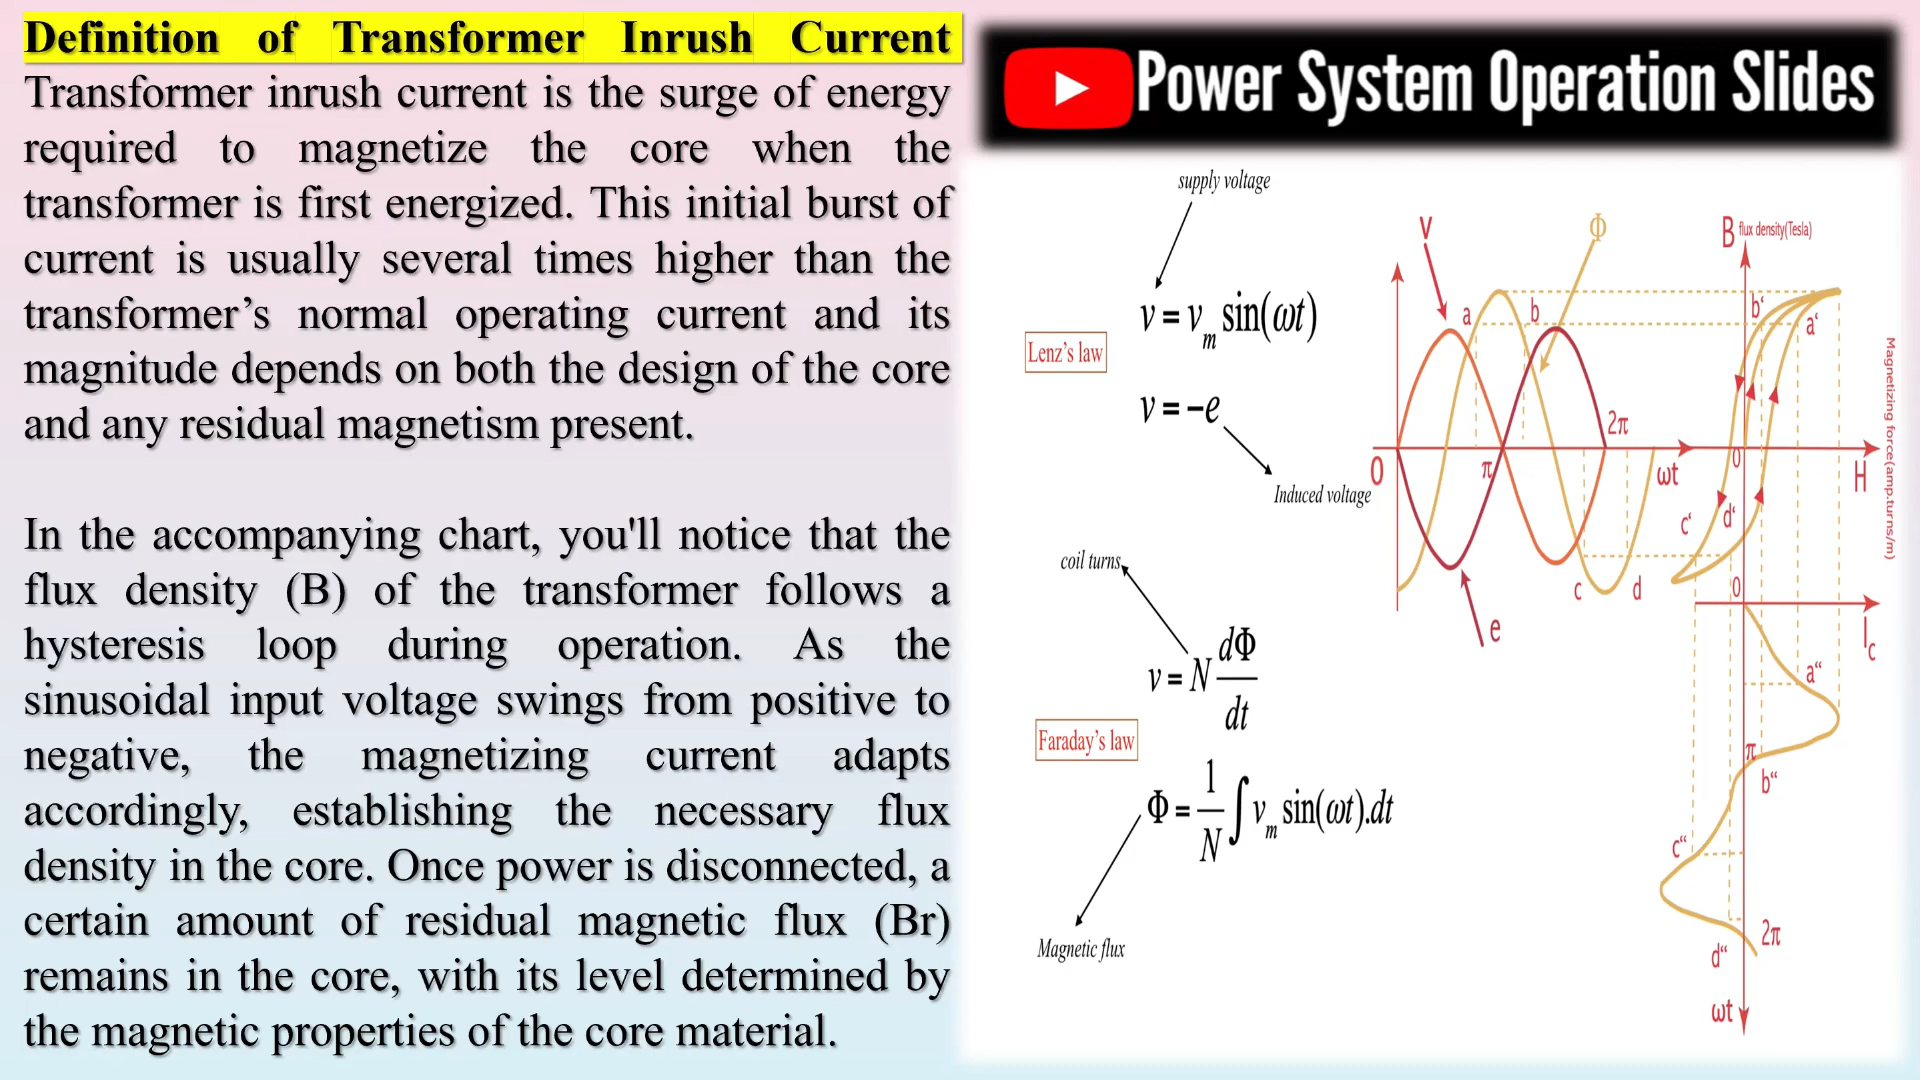 Definition of Transformer Inrush Current
Transformer inrush current is the surge of energy
required to magnetize the core when the
transformer is first energized. This initial burst of
current is usually several times higher than the
transformer’s normal operating current and its
magnitude depends on both the design of the core
and any residual magnetism present.
In the accompanying chart, you'll notice that the
flux density (B) of the transformer follows a
hysteresis loop during operation. As the
sinusoidal input voltage swings from positive to
negative, the magnetizing current adapts
accordingly, establishing the necessary flux
density in the core. Once power is disconnected, a
certain amount of residual magnetic flux (Br)
remains in the core, with its level determined by
the magnetic properties of the core material.
Power System Operation Slides
supply voltage
v = v_m sin(ωt)
Lenz’s law
v = –e
Induced voltage
coil turns
v = N dΦ/dt
Faraday’s law
Φ = 1/N ∫ v_m sin(ωt).dt
Magnetic flux
v
Φ
a
b
0
π
2π
ωt
c
d
e
B flux density(Tesla)
b‘
a‘
0
H
Magnetizing force(amp.turns/m)
c‘
d‘
0
Ic
a“
π
b“
c“
2π
d“
ωt